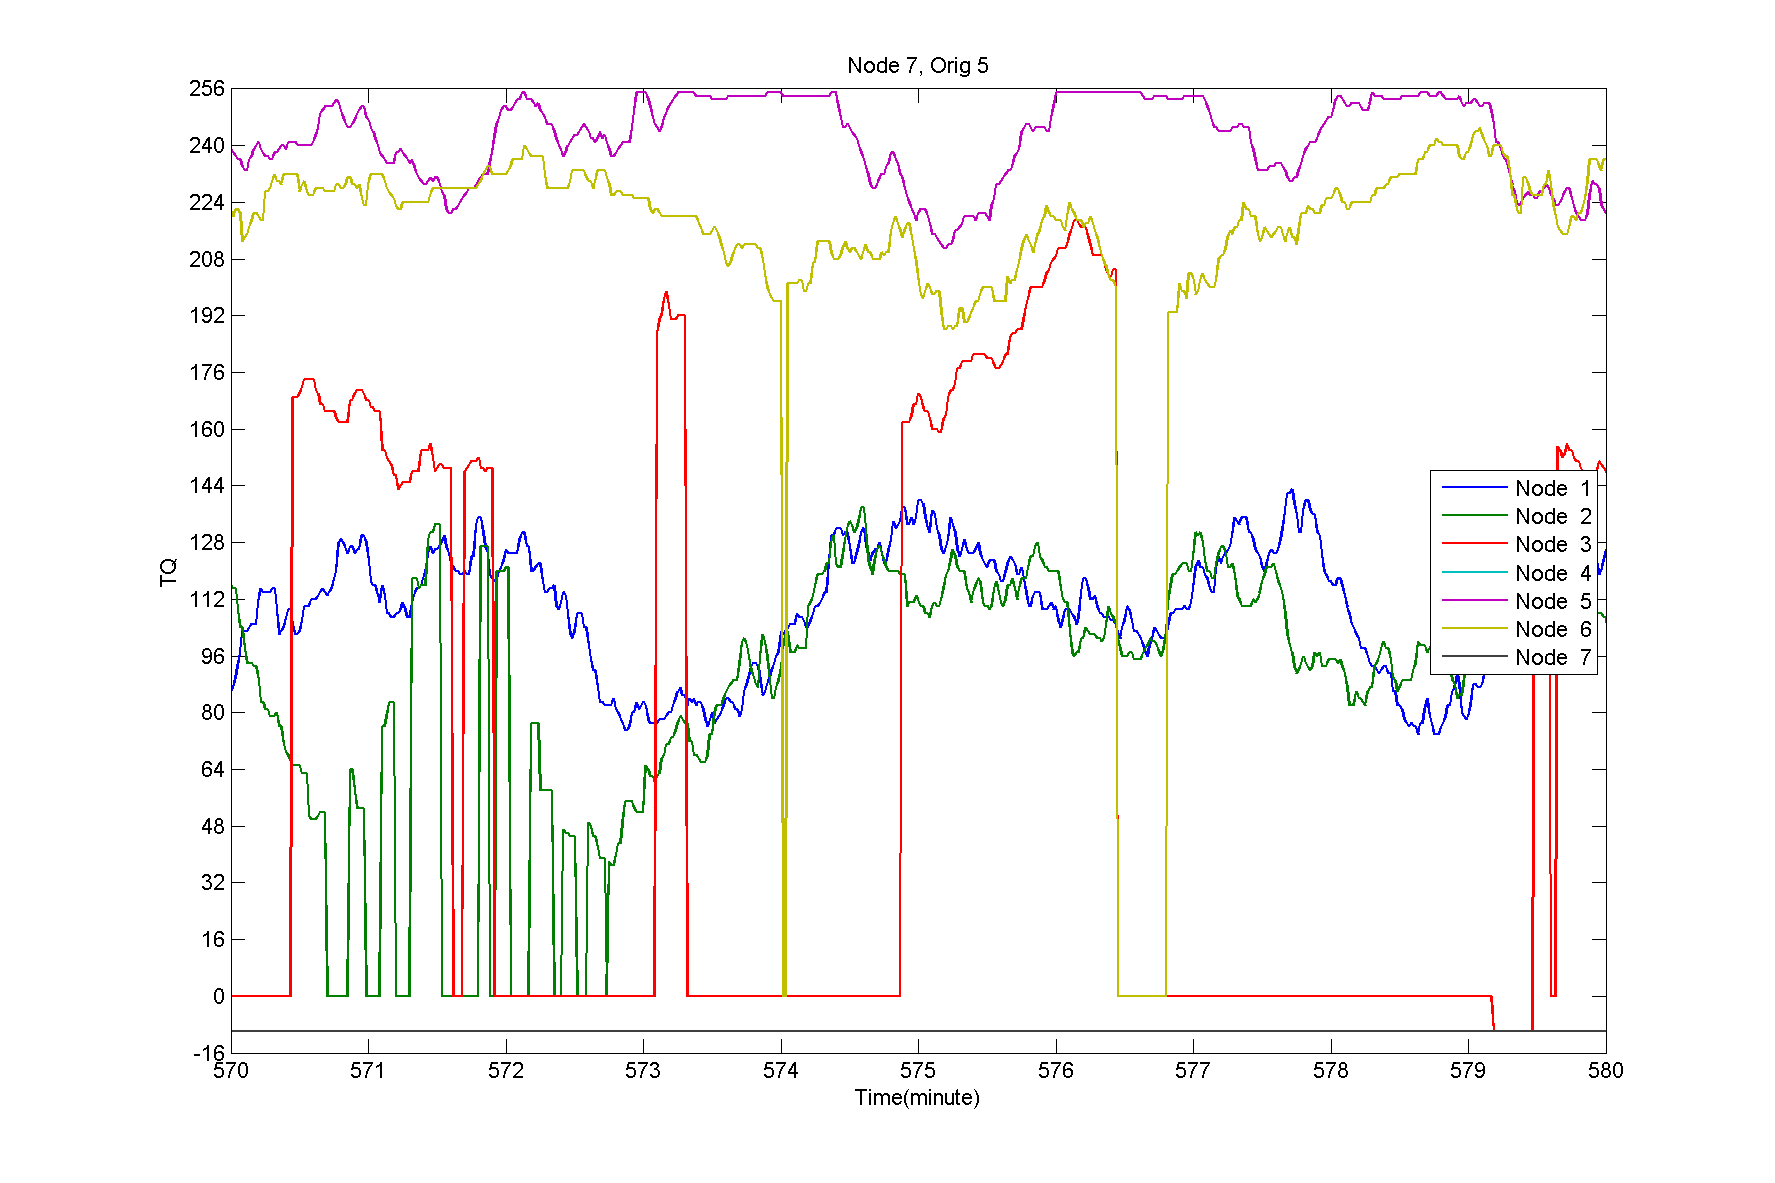 Node 7, Orig 5
256
240
224
208
192
176
160
144
128
112
96
80
64
48
32
16
0
-16
TQ
Node 1
Node 2
Node 3
Node 4
Node 5
Node 6
Node 7
570 571 572 573 574 575 576 577 578 579 580
Time(minute)